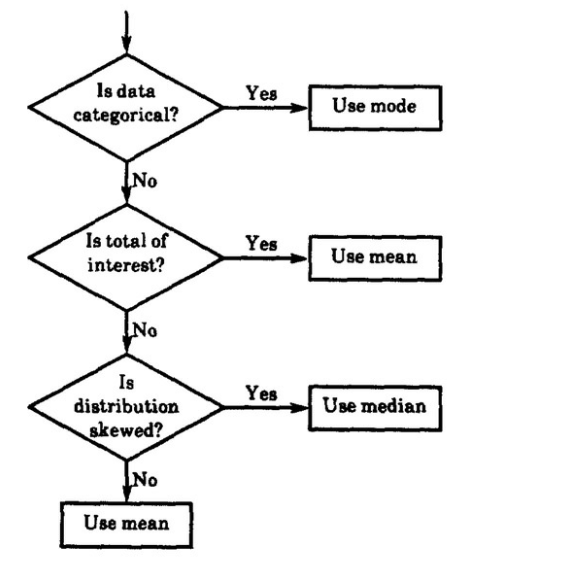 Is data
categorical?
Yes
Use mode
No
Is total of
interest?
Yes
Use mean
No
Is
distribution
skewed?
Yes
Use median
No
Use mean